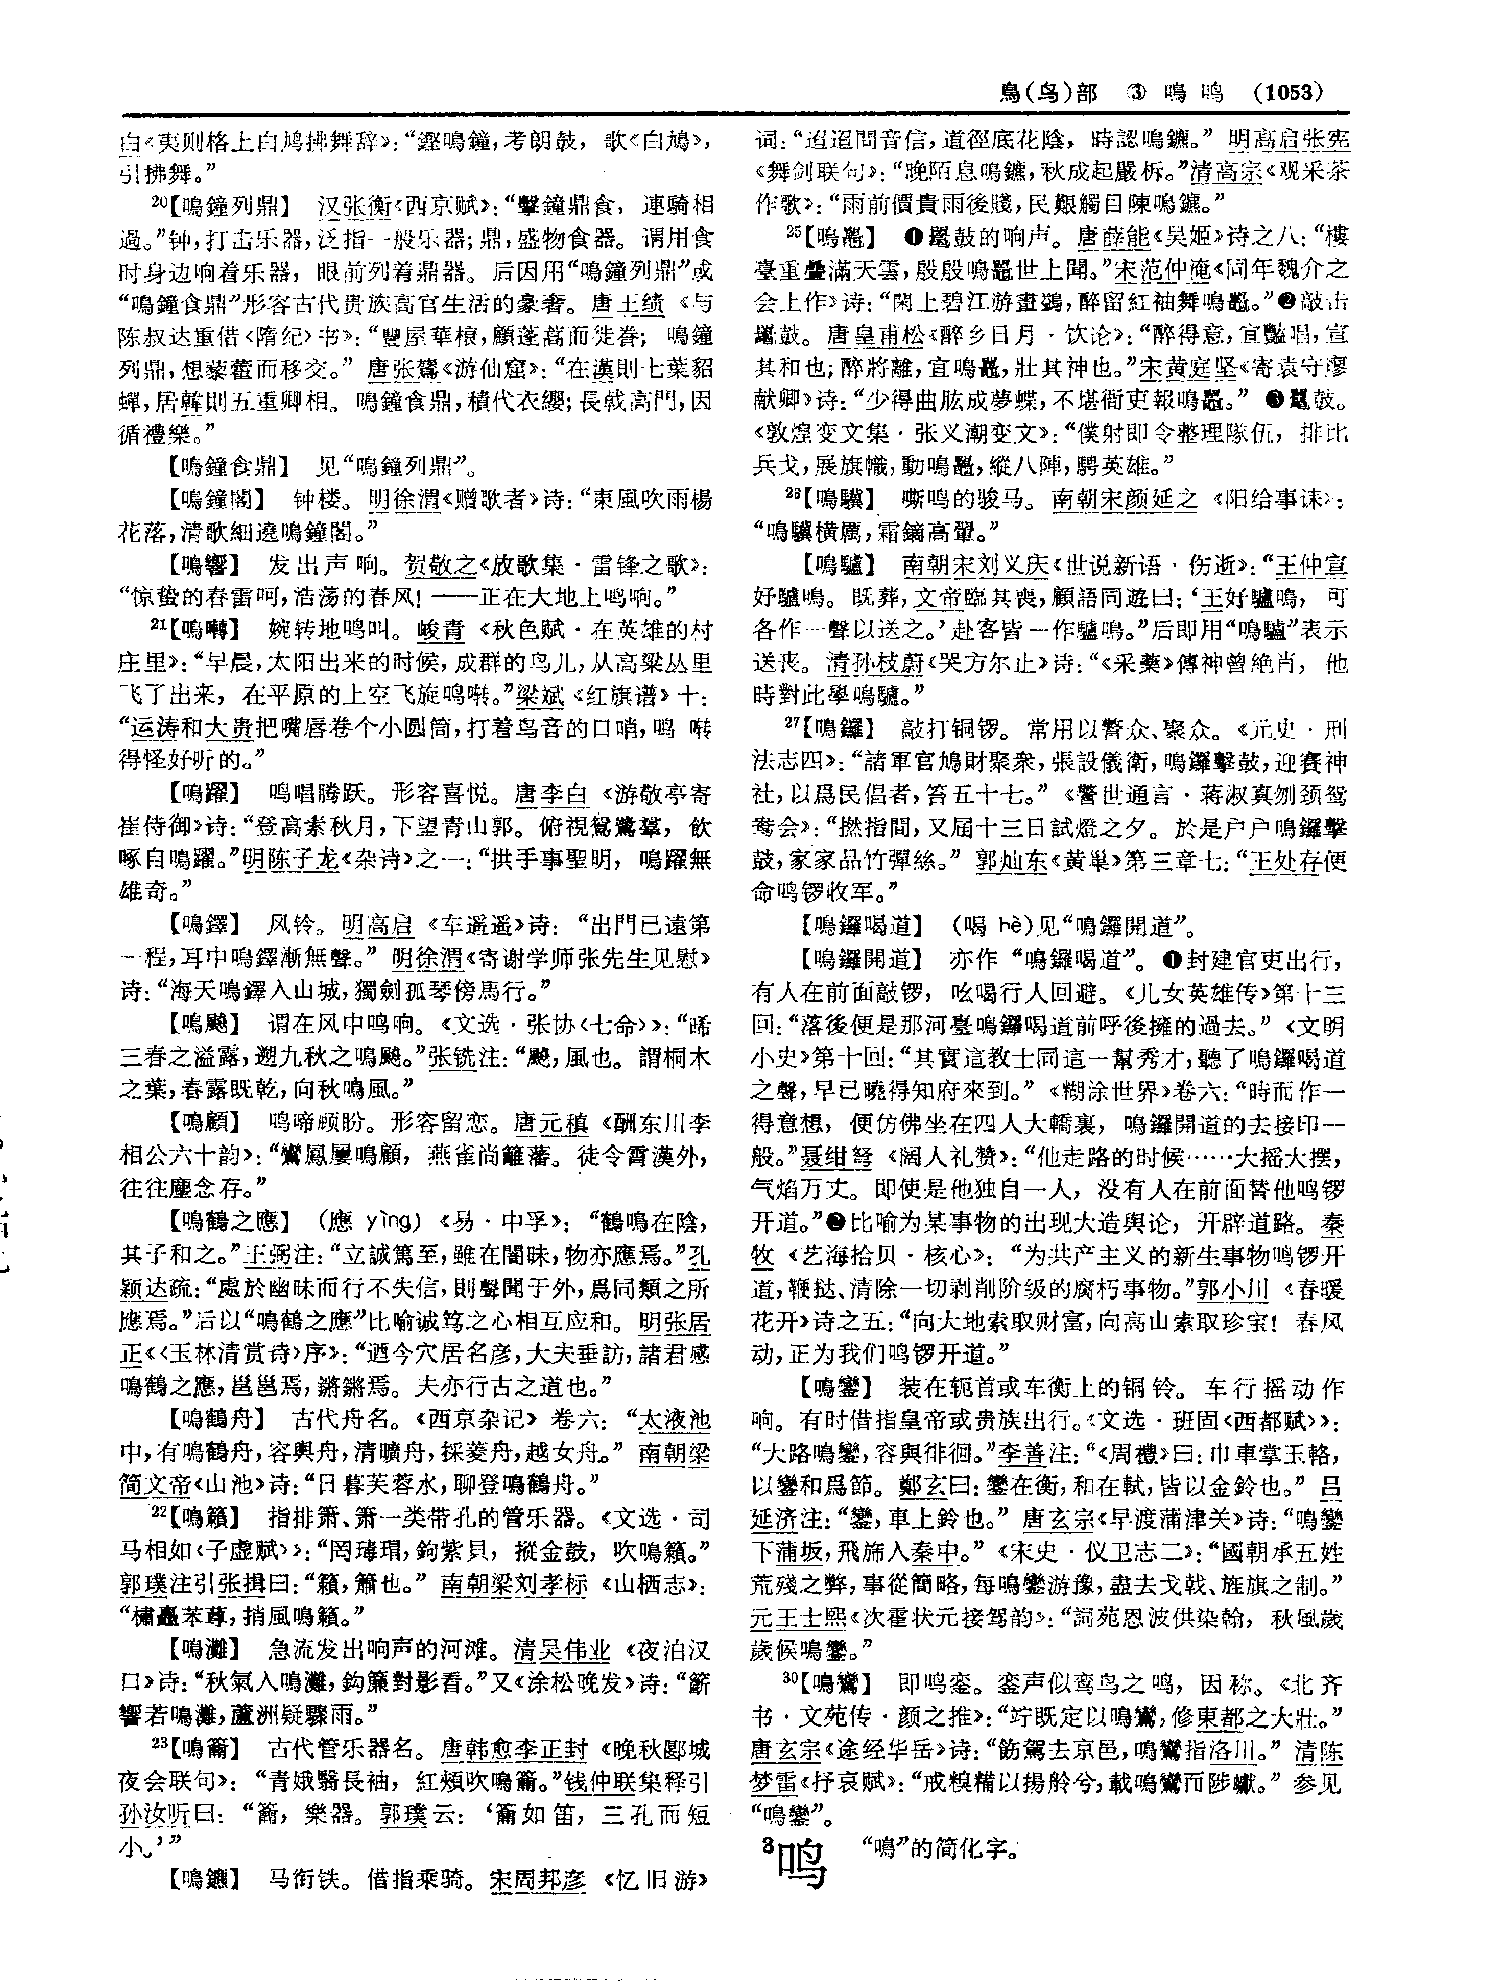 鳥(鸟)部 ③ 鳴 鸣 (1053)
白《夷则格上白鸠拂舞辞》：“鏗鳴鐘，考朗鼓，歌《白鳩》，
引拂舞。”
20【鳴鐘列鼎】 汉张衡《西京赋》：“擊鐘鼎食，連騎相
過。”钟，打击乐器，泛指一般乐器；鼎，盛物食器。谓用食
时身边响着乐器，眼前列着鼎器。后因用“鳴鐘列鼎”或
“鳴鐘食鼎”形容古代贵族高官生活的豪奢。唐王绩《与
陈叔达重借〈隋纪〉书》：“豐屋華榱，顧蓬蒿而徙眷；鳴鐘
列鼎，想藜藿而移交。” 唐张鷟《游仙窟》：“在漢則七葉貂
蟬，居韓則五重卿相。鳴鐘食鼎，積代衣纓；長戟高門，因
循禮樂。”
【鳴鐘食鼎】 见“鳴鐘列鼎”。
【鳴鐘閣】 钟楼。明徐渭《赠歌者》诗：“東風吹雨楊
花落，清歌細遶鳴鐘閣。”
【鳴響】 发出声响。贺敬之《放歌集·雷锋之歌》：
“惊蛰的春雷呵，浩荡的春风！——正在大地上鸣响。”
21【鳴囀】 婉转地鸣叫。峻青《秋色赋·在英雄的村
庄里》：“早晨，太阳出来的时候，成群的鸟儿，从高粱丛里
飞了出来，在平原的上空飞旋鸣啭。”梁斌《红旗谱》十：
“运涛和大贵把嘴唇卷个小圆筒，打着鸟音的口哨，鸣啭
得怪好听的。”
【鳴躍】 鸣唱腾跃。形容喜悦。唐李白《游敬亭寄
崔侍御》诗：“登高素秋月，下望青山郭。俯視鴛鷺羣，飲
啄自鳴躍。”明陈子龙《杂诗》之一：“拱手事聖明，鳴躍無
雄奇。”
【鳴鐸】 风铃。明高启《车遥遥》诗：“出門已遠第
一程，耳中鳴鐸漸無聲。” 明徐渭《寄谢学师张先生见慰》
诗：“海天鳴鐸入山城，獨劍孤琴傍馬行。”
【鳴飈】 谓在风中鸣响。《文选·张协〈七命〉》：“晞
三春之溢露，遡九秋之鳴飈。”张铣注：“飈，風也。謂桐木
之葉，春露既乾，向秋鳴風。”
【鳴顧】 鸣啼顾盼。形容留恋。唐元稹《酬东川李
相公六十韵》：“鸞鳳屢鳴顧，燕雀尚籬藩。徒令霄漢外，
往往塵念存。”
【鳴鶴之應】 （應 yìng）《易·中孚》：“鶴鳴在陰，
其子和之。”王弼注：“立誠篤至，雖在闇昧，物亦應焉。”孔
颖达疏：“處於幽昧而行不失信，則聲聞于外，爲同類之所
應焉。”后以“鳴鶴之應”比喻诚笃之心相互应和。明张居
正《〈玉林清赏诗〉序》：“迺今穴居名彦，大夫垂訪，諸君感
鳴鶴之應，邕邕焉，鏘鏘焉。夫亦行古之道也。”
【鳴鶴舟】 古代舟名。《西京杂记》卷六：“太液池
中，有鳴鶴舟，容與舟，清曠舟，採菱舟，越女舟。” 南朝梁
简文帝《山池》诗：“日暮芙蓉水，聊登鳴鶴舟。”
22【鳴籟】 指排箫、箫一类带孔的管乐器。《文选·司
马相如〈子虚赋〉》：“罔瑇瑁，鉤紫貝，摐金鼓，吹鳴籟。”
郭璞注引张揖曰：“籟，簫也。” 南朝梁刘孝标《山栖志》：
“櫹矗苯䔿，捎風鳴籟。”
【鳴灘】 急流发出响声的河滩。清吴伟业《夜泊汉
口》诗：“秋氣入鳴灘，鈎簾對影看。”又《涂松晚发》诗：“籪
響若鳴灘，蘆洲疑驟雨。”
23【鳴籥】 古代管乐器名。唐韩愈李正封《晚秋郾城
夜会联句》：“青娥翳長袖，紅頰吹鳴籥。”钱仲联集释引
孙汝听曰：“籥，樂器。郭璞云：‘籥如笛，三孔而短
小。’”
【鳴鑣】 马衔铁。借指乘骑。宋周邦彦《忆旧游》
词：“迢迢問音信，道徑底花陰，時認鳴鑣。” 明高启张宪
《舞剑联句》：“晚陌息鳴鑣，秋成起嚴柝。”清高宗《观采茶
作歌》：“雨前價貴雨後賤，民艱觸目陳鳴鑣。”
25【鳴鼉】 ❶鼉鼓的响声。唐薛能《吴姬》诗之八：“樓
臺重疊滿天雲，殷殷鳴鼉世上聞。”宋范仲淹《同年魏介之
会上作》诗：“閑上碧江游畫鷁，醉留紅袖舞鳴鼉。”❷敲击
鼉鼓。唐皇甫松《醉乡日月·饮论》：“醉得意，宜豔唱，宣
其和也；醉將離，宜鳴鼉，壯其神也。”宋黄庭坚《寄袁守廖
献卿》诗：“少得曲肱成夢蝶，不堪衙吏報鳴鼉。” ❸鼉鼓。
《敦煌变文集·张义潮变文》：“僕射即令整理隊伍，排比
兵戈，展旗幟，動鳴鼉，縱八陣，騁英雄。”
26【鳴驥】 嘶鸣的骏马。南朝宋颜延之《阳给事诔》：
“鳴驥横厲，霜鏑高翬。”
【鳴驢】 南朝宋刘义庆《世说新语·伤逝》：“王仲宣
好驢鳴。既葬，文帝臨其喪，顧語同遊曰：‘王好驢鳴，可
各作一聲以送之。’赴客皆一作驢鳴。”后即用“鳴驢”表示
送丧。清孙枝蔚《哭方尔止》诗：“《采藥》傳神曾絶肖，他
時對此學鳴驢。”
27【鳴鑼】 敲打铜锣。常用以警众、聚众。《元史·刑
法志四》：“諸軍官鳩財聚衆，張設儀衛，鳴鑼擊鼓，迎賽神
社，以爲民倡者，笞五十七。”《警世通言·蒋淑真刎颈鸳
鸯会》：“撚指間，又屆十三日試燈之夕。於是户户鳴鑼擊
鼓，家家品竹彈絲。” 郭灿东《黄巢》第三章七：“王处存便
命鸣锣收军。”
【鳴鑼喝道】 （喝 hè）见“鳴鑼開道”。
【鳴鑼開道】 亦作“鳴鑼喝道”。❶封建官吏出行，
有人在前面敲锣，吆喝行人回避。《儿女英雄传》第十三
回：“落後便是那河臺鳴鑼喝道前呼後擁的過去。”《文明
小史》第十回：“其實這教士同這一幫秀才，聽了鳴鑼喝道
之聲，早已曉得知府來到。”《糊涂世界》卷六：“時而作一
得意想，便仿佛坐在四人大轎裏，鳴鑼開道的去接印一
般。”聂绀弩《阔人礼赞》：“他走路的时候……大摇大摆，
气焰万丈。即使是他独自一人，没有人在前面替他鸣锣
开道。”❷比喻为某事物的出现大造舆论，开辟道路。秦
牧《艺海拾贝·核心》：“为共产主义的新生事物鸣锣开
道，鞭挞、清除一切剥削阶级的腐朽事物。”郭小川《春暖
花开》诗之五：“向大地索取财富，向高山索取珍宝！春风
动，正为我们鸣锣开道。”
【鳴鑾】 装在轭首或车衡上的铜铃。车行摇动作
响。有时借指皇帝或贵族出行。《文选·班固〈西都赋〉》：
“大路鳴鑾，容與徘徊。”李善注：“《周禮》曰：巾車掌玉輅，
以鑾和爲節。鄭玄曰：鑾在衡，和在軾，皆以金鈴也。” 吕
延济注：“鑾，車上鈴也。” 唐玄宗《早渡蒲津关》诗：“鳴鑾
下蒲坂，飛旆入秦中。”《宋史·仪卫志二》：“國朝承五姓
荒殘之弊，事從簡略，每鳴鑾游豫，盡去戈戟、旌旗之制。”
元王士熙《次霍状元接驾韵》：“詞苑恩波供染翰，秋風歲
歲候鳴鑾。”
30【鳴鸞】 即鸣銮。銮声似鸾鸟之鸣，因称。《北齐
书·文苑传·颜之推》：“竚既定以鳴鸞，修東都之大壯。”
唐玄宗《途经华岳》诗：“飭駕去京邑，鳴鸞指洛川。” 清陈
梦雷《抒哀赋》：“戒糗糒以揚舲兮，載鳴鸞而陟巘。” 参见
“鳴鑾”。
3鸣 “鳴”的简化字。